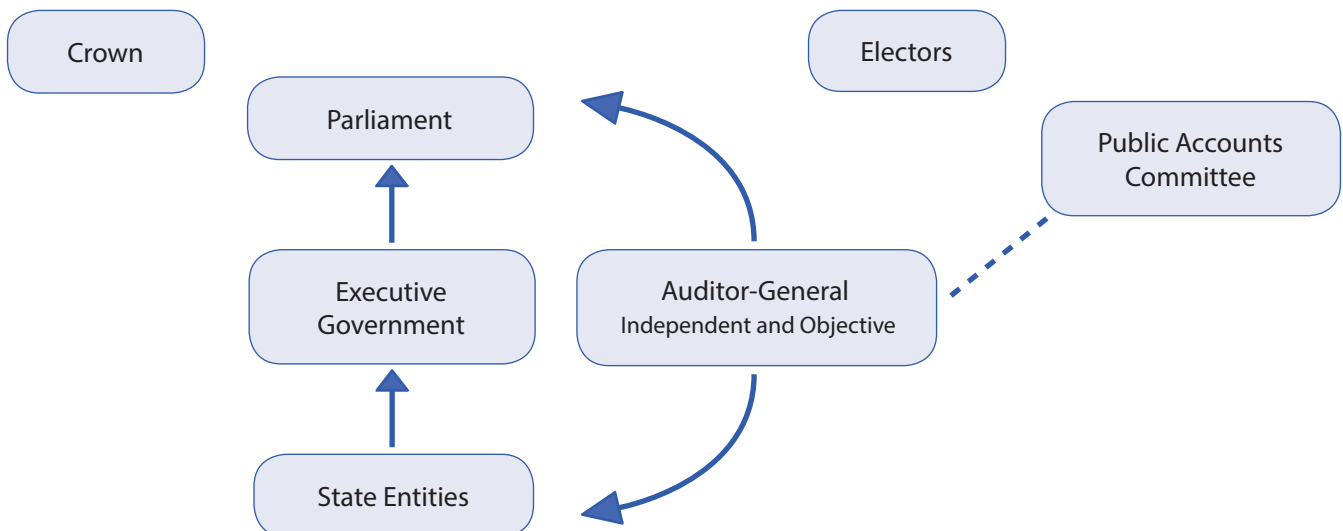 Crown
Electors
Parliament
Public Accounts
Committee
Executive
Government
Auditor-General
Independent and Objective
State Entities